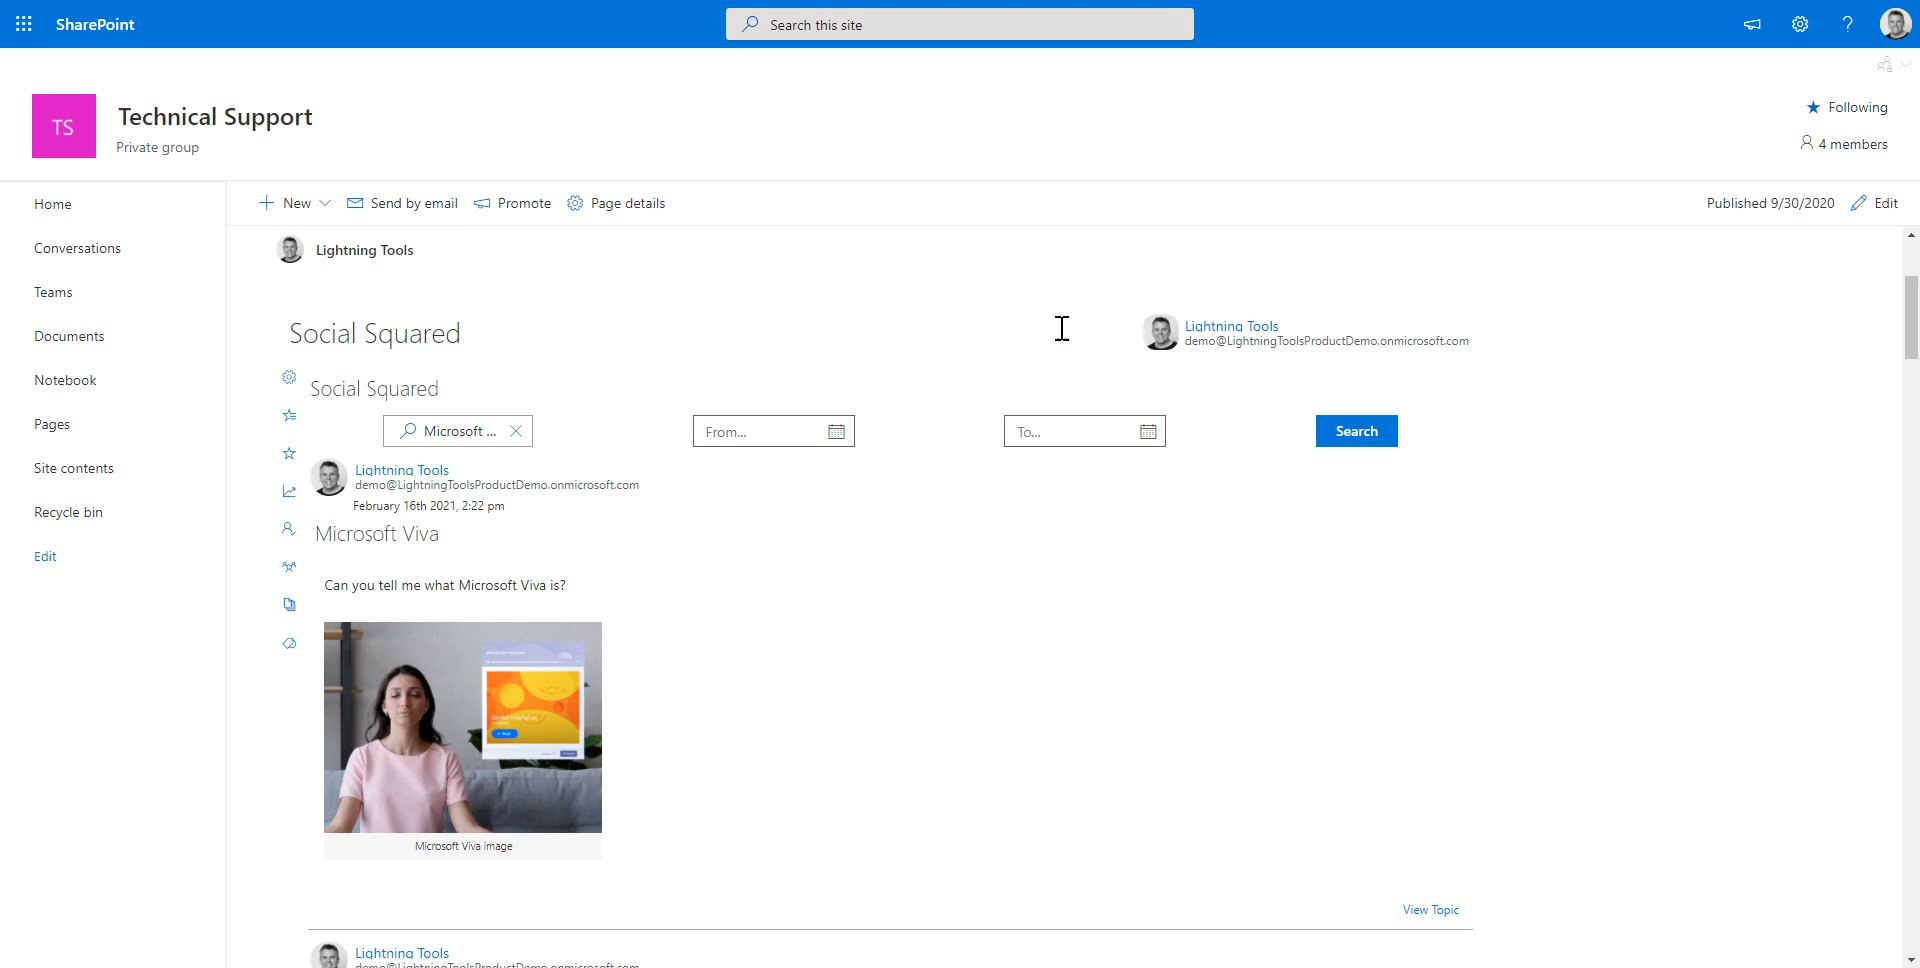 SharePoint
Search this site
TS
Technical Support
Private group
Following
4 members
Home
Conversations
Teams
Documents
Notebook
Pages
Site contents
Recycle bin
Edit
New
Send by email
Promote
Page details
Published 9/30/2020
Edit
Lightning Tools
Social Squared
Lightning Tools
demo@LightningToolsProductDemo.onmicrosoft.com
Social Squared
Microsoft ...
From...
To...
Search
Lightning Tools
demo@LightningToolsProductDemo.onmicrosoft.com
February 16th 2021, 2:22 pm
Microsoft Viva
Can you tell me what Microsoft Viva is?
Microsoft Viva image
View Topic
Lightning Tools
demo@LightningToolsProductDemo.onmicrosoft.com